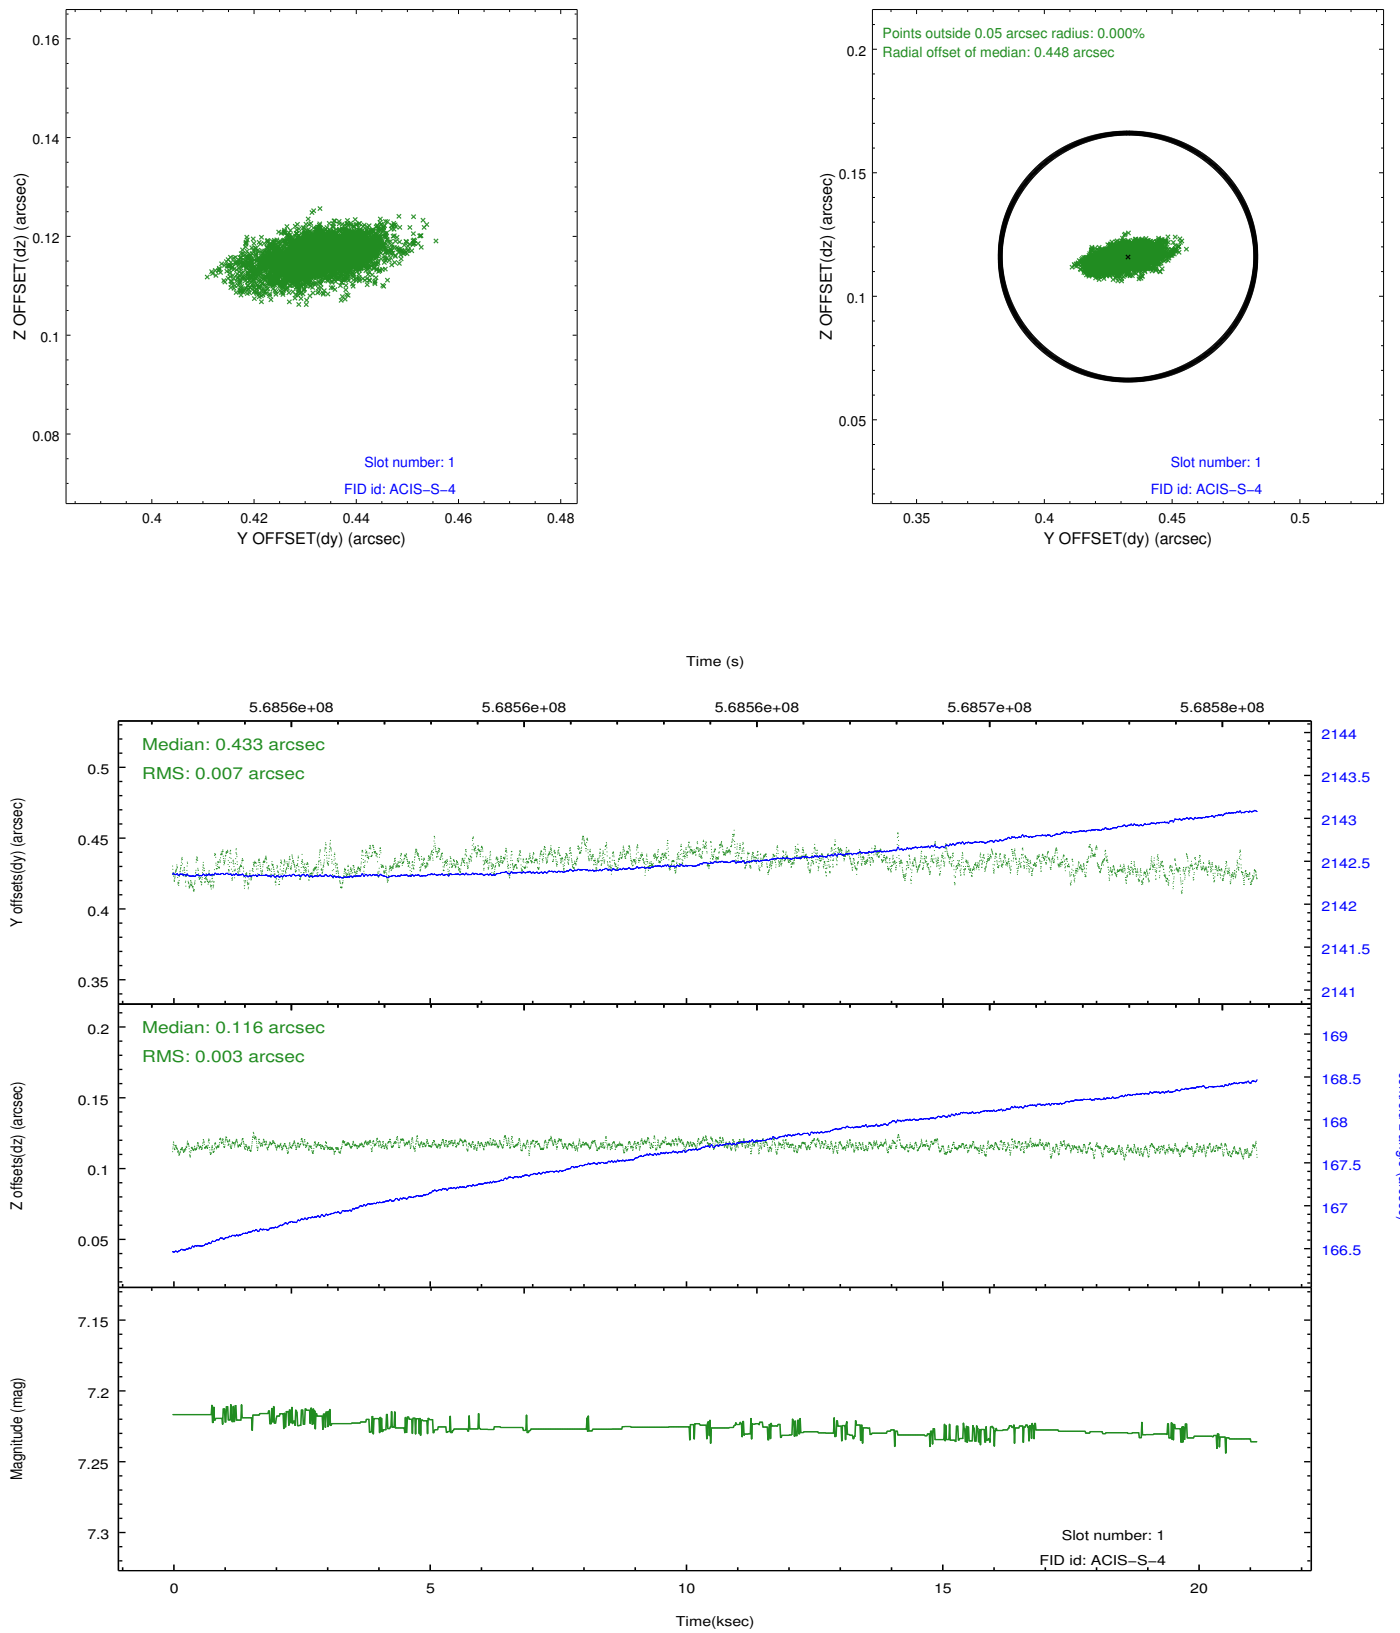 0.16
0.14
0.12
0.1
0.08
Z OFFSET(dz) (arcsec)
Slot number: 1
FID id: ACIS−S−4
0.4 0.42 0.44 0.46 0.48
Y OFFSET(dy) (arcsec)
Points outside 0.05 arcsec radius: 0.000%
Radial offset of median: 0.448 arcsec
0.2
0.15
0.1
0.05
Z OFFSET(dz) (arcsec)
Slot number: 1
FID id: ACIS−S−4
0.35 0.4 0.45 0.5
Y OFFSET(dy) (arcsec)
Time (s)
5.6856e+08 5.6856e+08 5.6856e+08 5.6857e+08 5.6858e+08
Median: 0.433 arcsec
RMS: 0.007 arcsec
0.5
0.45
0.4
0.35
Y offsets(dy) (arcsec)
2144
2143.5
2143
2142.5
2142
2141.5
2141
Median: 0.116 arcsec
RMS: 0.003 arcsec
0.2
0.15
0.1
0.05
Z offsets(dz) (arcsec)
169
168.5
168
167.5
167
166.5
7.15
7.2
7.25
7.3
Magnitude (mag)
Slot number: 1
FID id: ACIS−S−4
0 5 10 15 20
Time(ksec)